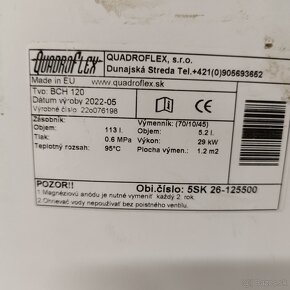 QUADROFLEX
QUADROFLEX, s.r.o.
Made in EU
Dunajská Streda Tel.+421(0)905693652
www.quadroflex.sk
Typ: BCH 120
Dátum výroby 2022-05
Výrobné číslo: 22o076198
Zásobník:
Objem: 113 l.
Tlak: 0.6 MPa
Teplotný rozsah: 95°C
Výmenník: (70/10/45)
Objem: 5.2 l.
Výkon: 29 kW
Plocha výmen.: 1.2 m2
POZOR!!
Obj.číslo: 5SK 26-125500
1. Magnéziovú anódu je nutné vymeniť každý 2. rok.
2. Ohrievač vody nepoužívať bez poistného ventilu.